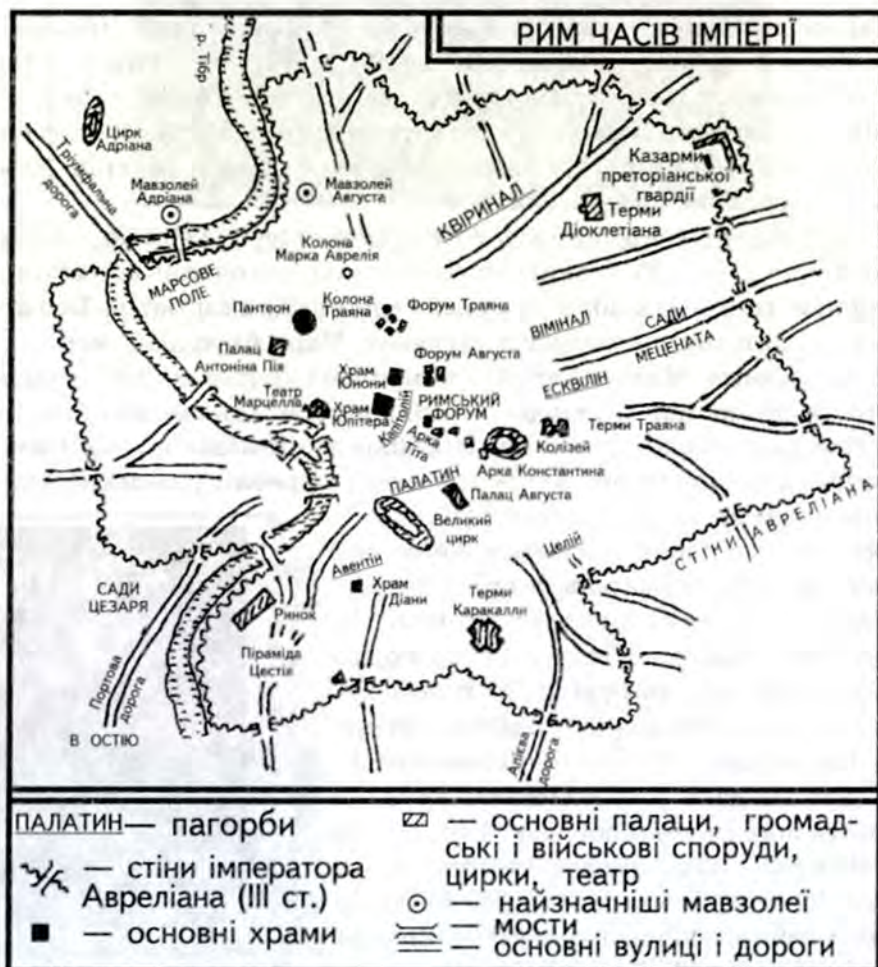 РИМ ЧАСІВ ІМПЕРІЇ
р. Тібр
Цирк
Адріана
Тріумфальна
дорога
Мавзолей
Адріана
Мавзолей
Августа
Казарми
преторіанської
гвардії
КВІРИНАЛ
Терми
Діоклетіана
Колона
Марка Аврелія
МАРСОВЕ
ПОЛЕ
Пантеон
Колона
Траяна
Форум Траяна
ВІМІНАЛ
САДИ
МЕЦЕНАТА
Палац
Антоніна Пія
Форум Августа
Храм
Юнони
ЕСКВІЛІН
Театр
Марцелла
Храм
Юпітера
Капітолій
РИМСЬКИЙ
ФОРУМ
Терми Траяна
Арка
Тіта
Колізей
Арка Константина
ПАЛАТИН
Палац Августа
Великий
цирк
СТІНИ АВРЕЛІАНА
Целій
Авентін
Храм
Діани
САДИ
ЦЕЗАРЯ
Ринок
Терми
Каракалли
Піраміда
Цестія
Портова
дорога
В ОСТІЮ
Апієва
дорога
ПАЛАТИН — пагорби
— стіни імператора
Авреліана (III ст.)
— основні храми
— основні палаци, громад-
ські і військові споруди,
цирки, театр
— найзначніші мавзолеї
— мости
— основні вулиці і дороги